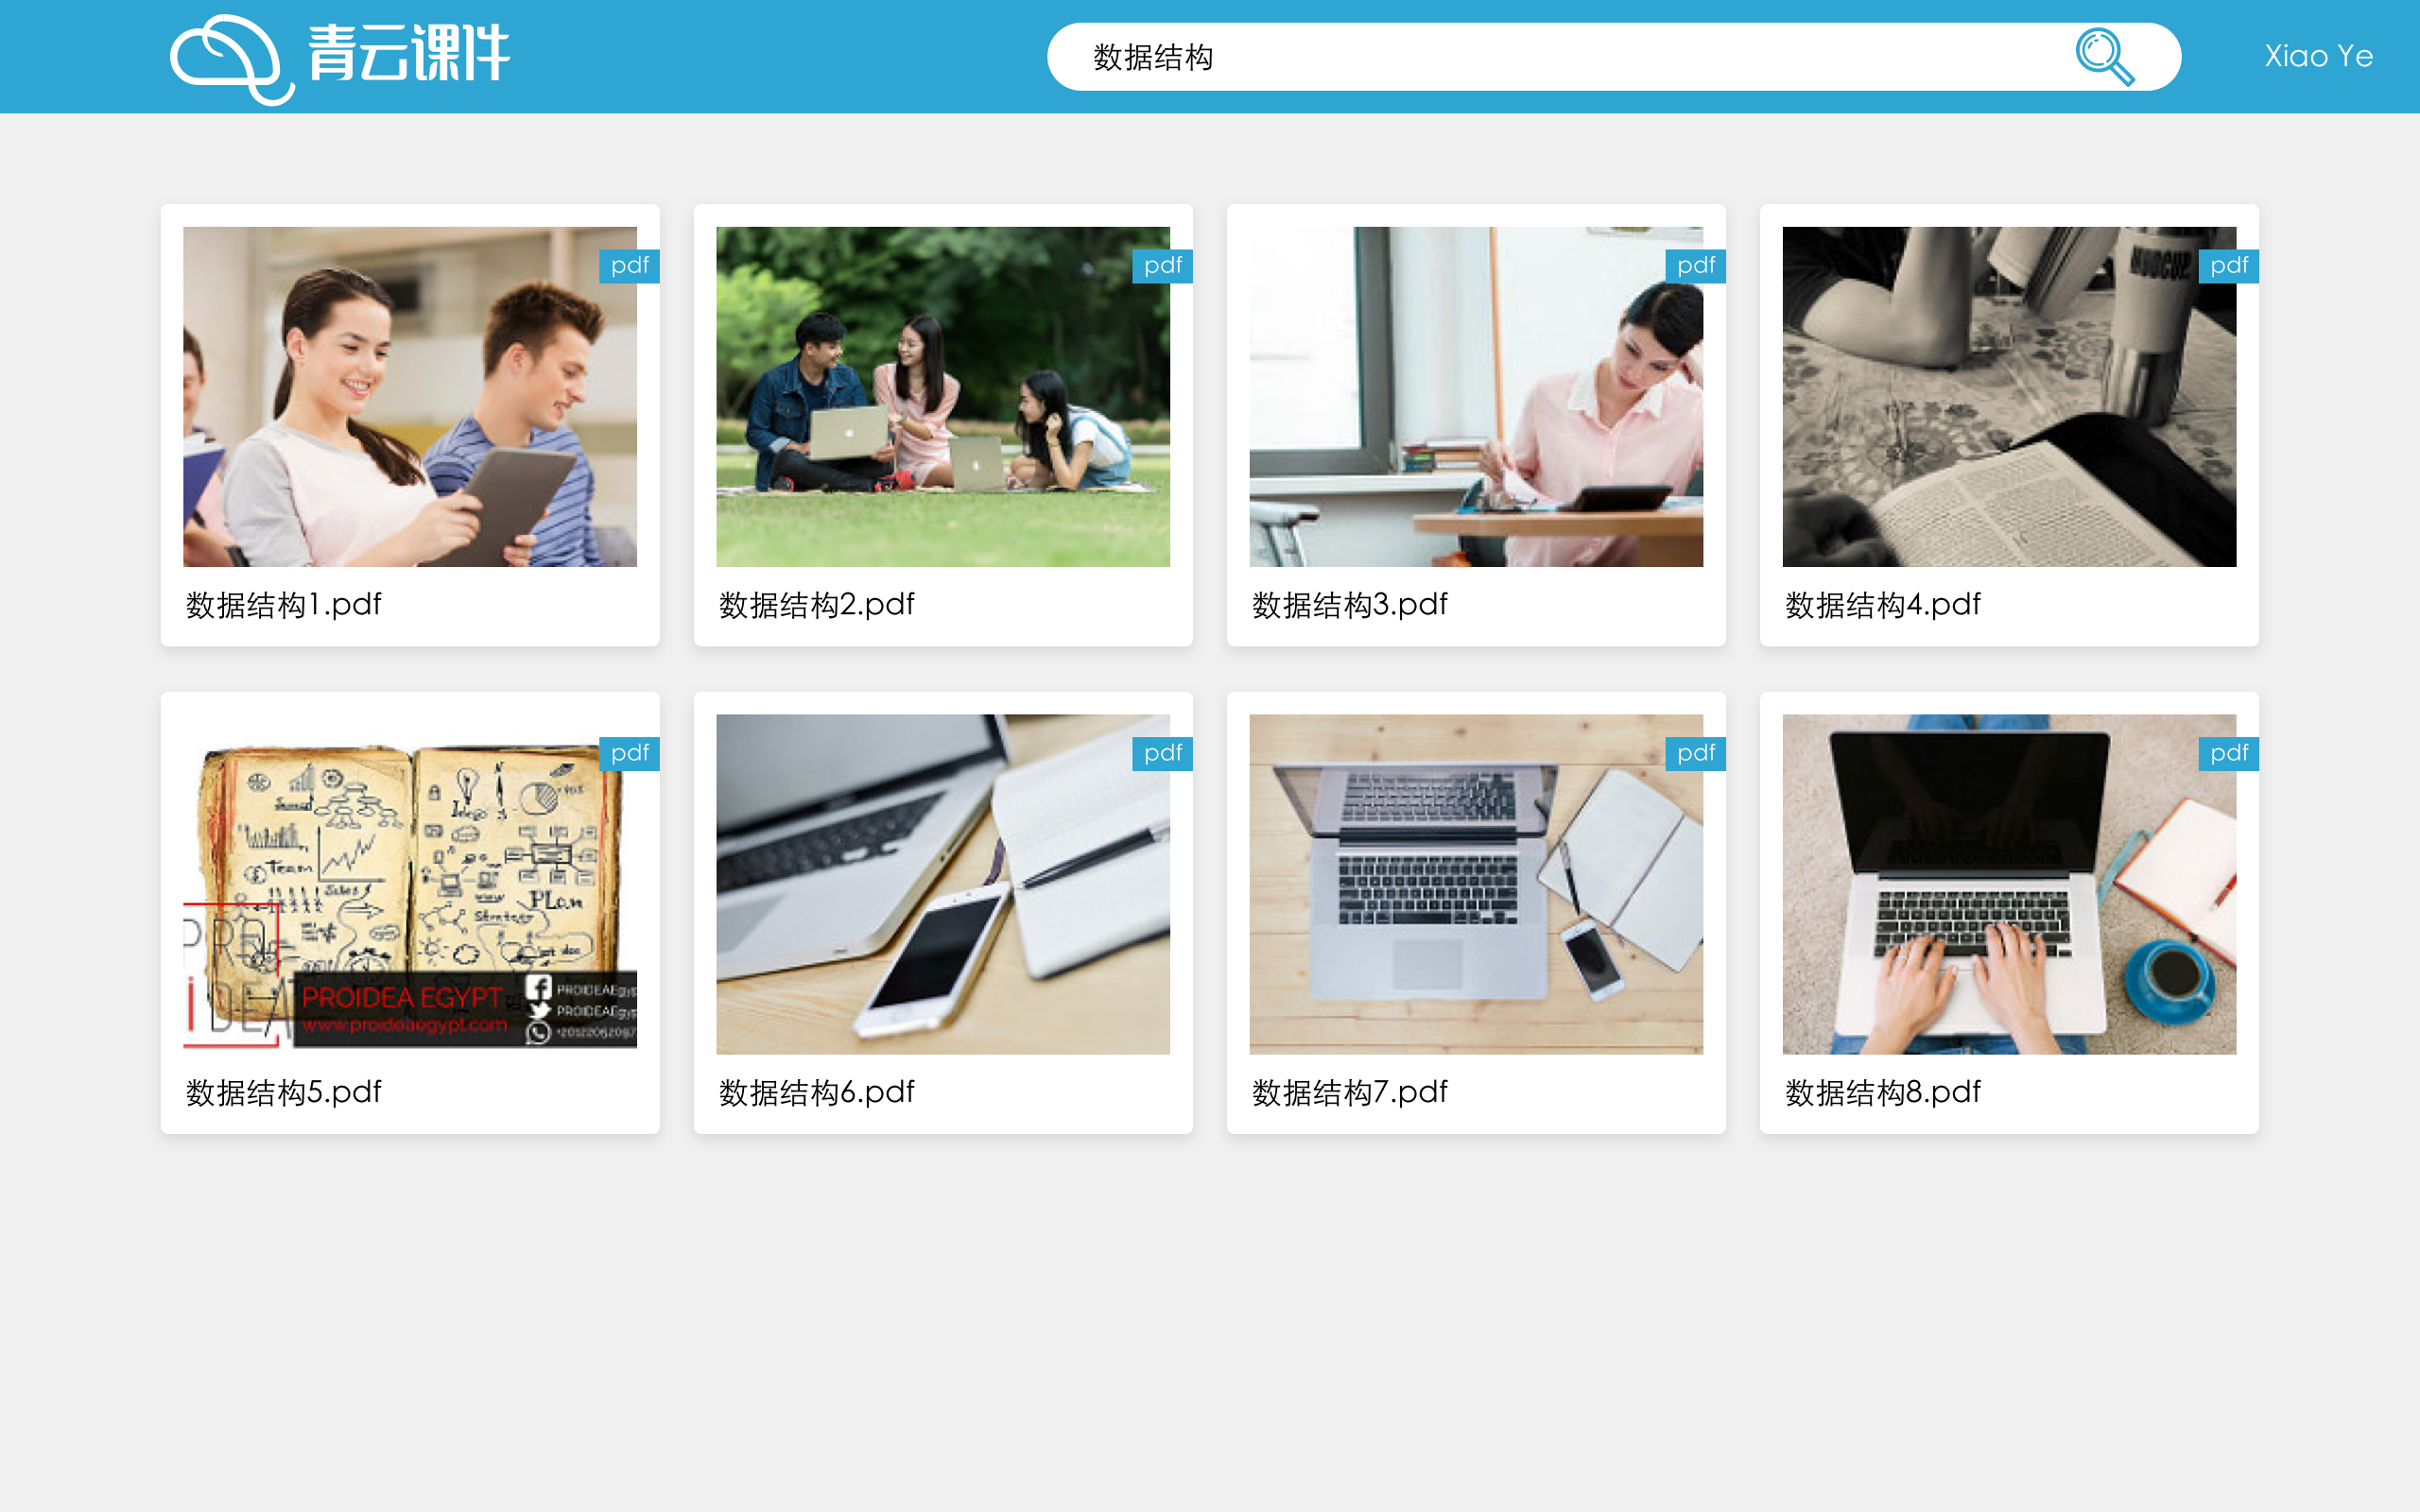 青云课件
数据结构
Xiao Ye
pdf
pdf
pdf
pdf
MUDCUP
数据结构1.pdf
数据结构2.pdf
数据结构3.pdf
数据结构4.pdf
pdf
pdf
pdf
pdf
Team
Sales
PLan
Strategy
www
PROIDEA EGYPT
www.proideaegypt.com
数据结构5.pdf
数据结构6.pdf
数据结构7.pdf
数据结构8.pdf